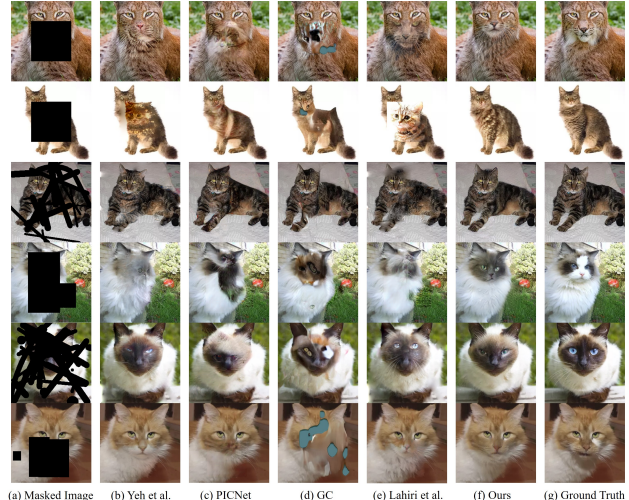 (a) Masked Image (b) Yeh et al. (c) PICNet (d) GC (e) Lahiri et al. (f) Ours (g) Ground Truth